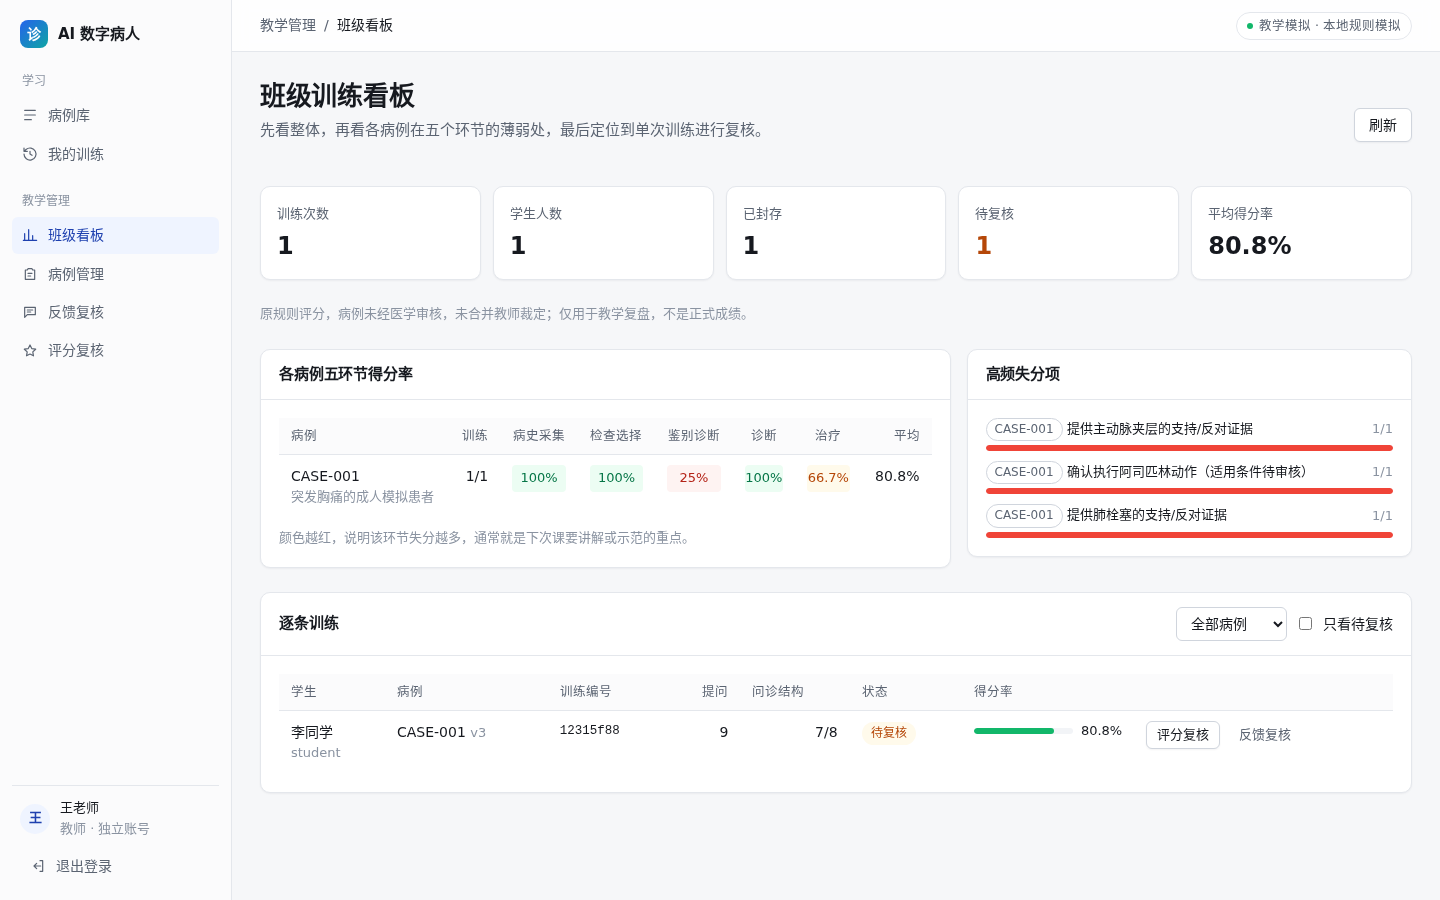 诊 AI 数字病人
学习
病例库
我的训练
教学管理
班级看板
病例管理
反馈复核
评分复核
王 王老师
教师 · 独立账号
退出登录
教学管理 / 班级看板
教学模拟 · 本地规则模拟
班级训练看板
先看整体，再看各病例在五个环节的薄弱处，最后定位到单次训练进行复核。
刷新
训练次数 学生人数 已封存 待复核 平均得分率
1 1 1 1 80.8%
原规则评分，病例未经医学审核，未合并教师裁定；仅用于教学复盘，不是正式成绩。
各病例五环节得分率
病例 训练 病史采集 检查选择 鉴别诊断 诊断 治疗 平均
CASE-001 1/1 100% 100% 25% 100% 66.7% 80.8%
突发胸痛的成人模拟患者
颜色越红，说明该环节失分越多，通常就是下次课要讲解或示范的重点。
高频失分项
CASE-001 提供主动脉夹层的支持/反对证据 1/1
CASE-001 确认执行阿司匹林动作（适用条件待审核） 1/1
CASE-001 提供肺栓塞的支持/反对证据 1/1
逐条训练
全部病例 只看待复核
学生 病例 训练编号 提问 问诊结构 状态 得分率
李同学 CASE-001 v3 12315f88 9 7/8 待复核 80.8% 评分复核 反馈复核
student